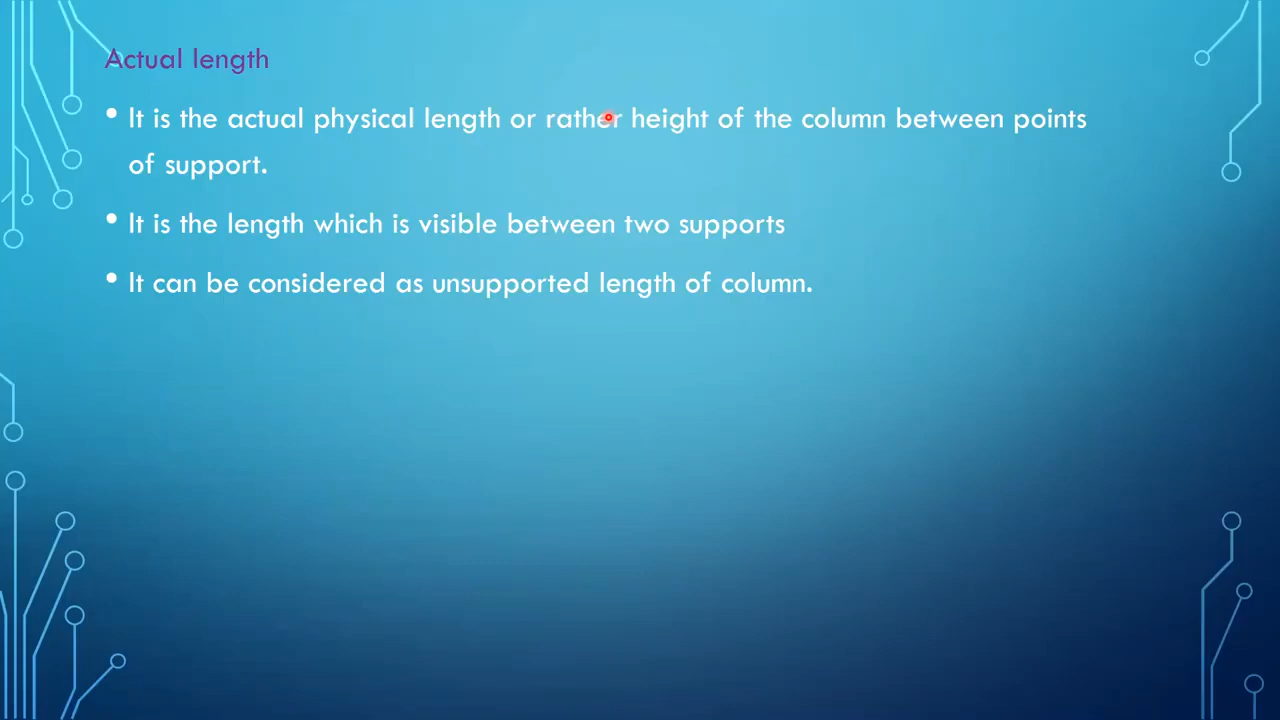 Actual length
• It is the actual physical length or rather height of the column between points
of support.
• It is the length which is visible between two supports
• It can be considered as unsupported length of column.